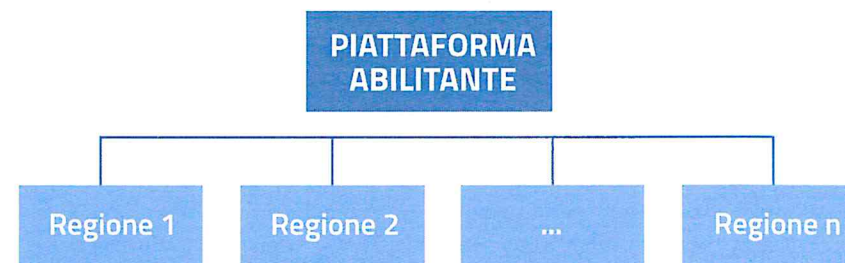 PIATTAFORMA
ABILITANTE
Regione 1
Regione 2
...
Regione n